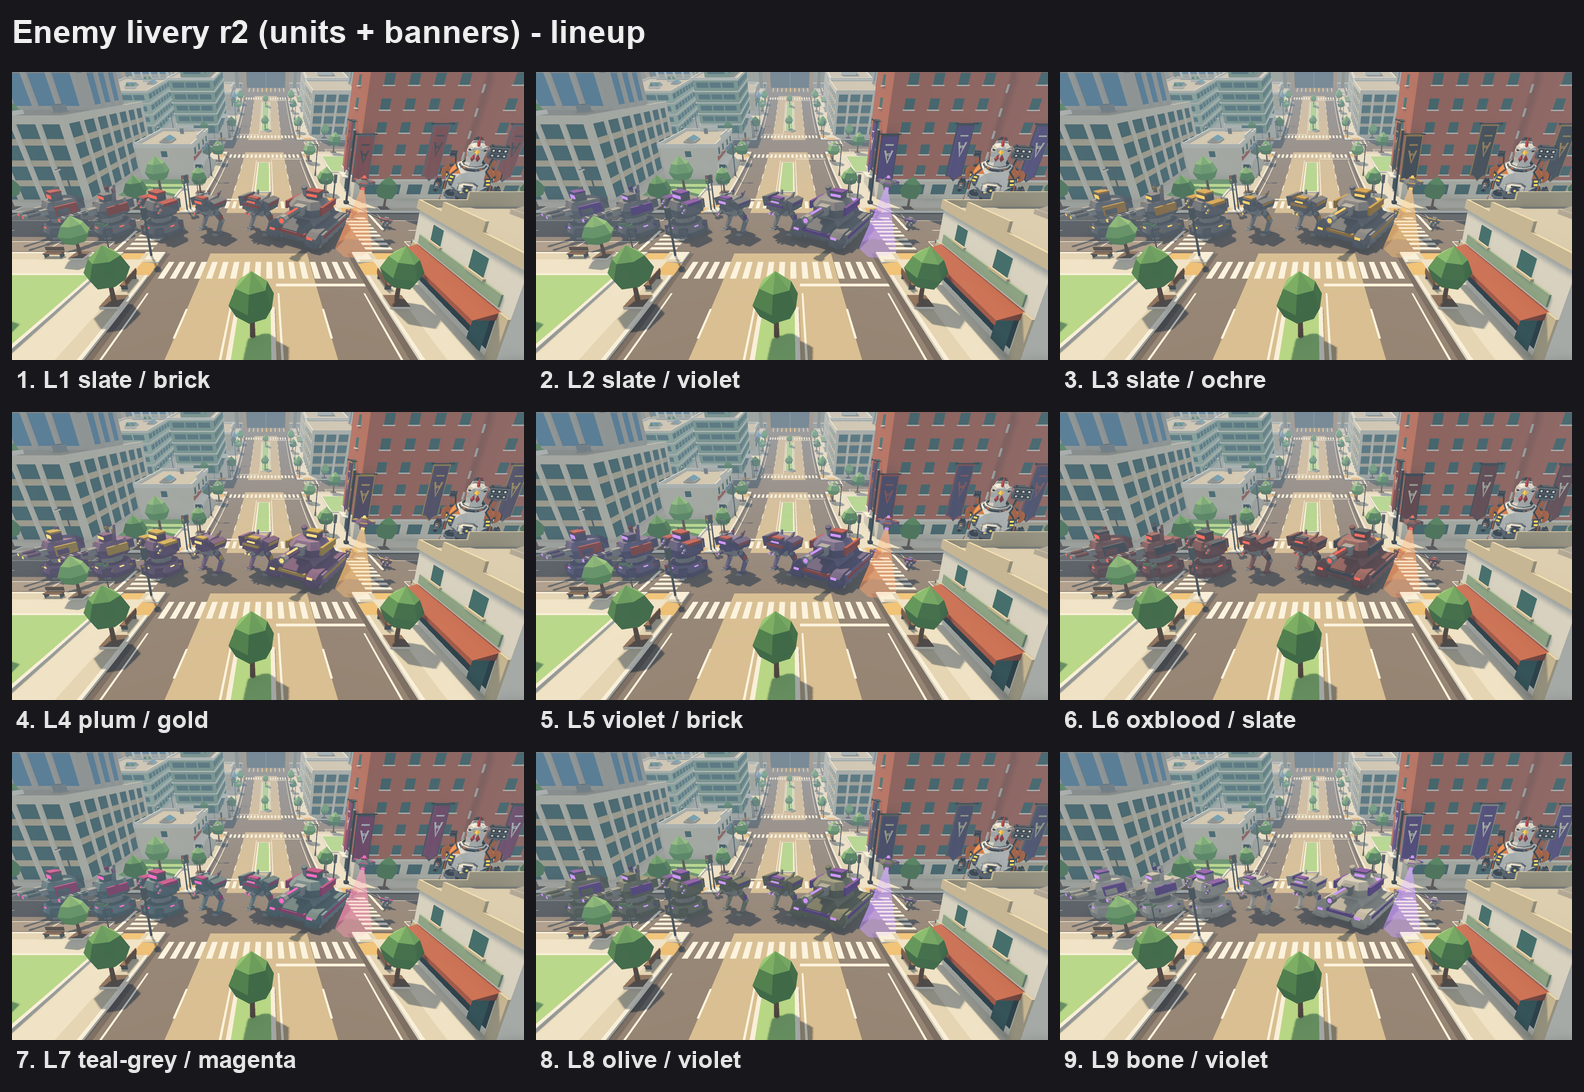 Enemy livery r2 (units + banners) - lineup
1. L1 slate / brick
2. L2 slate / violet
3. L3 slate / ochre
4. L4 plum / gold
5. L5 violet / brick
6. L6 oxblood / slate
7. L7 teal-grey / magenta
8. L8 olive / violet
9. L9 bone / violet